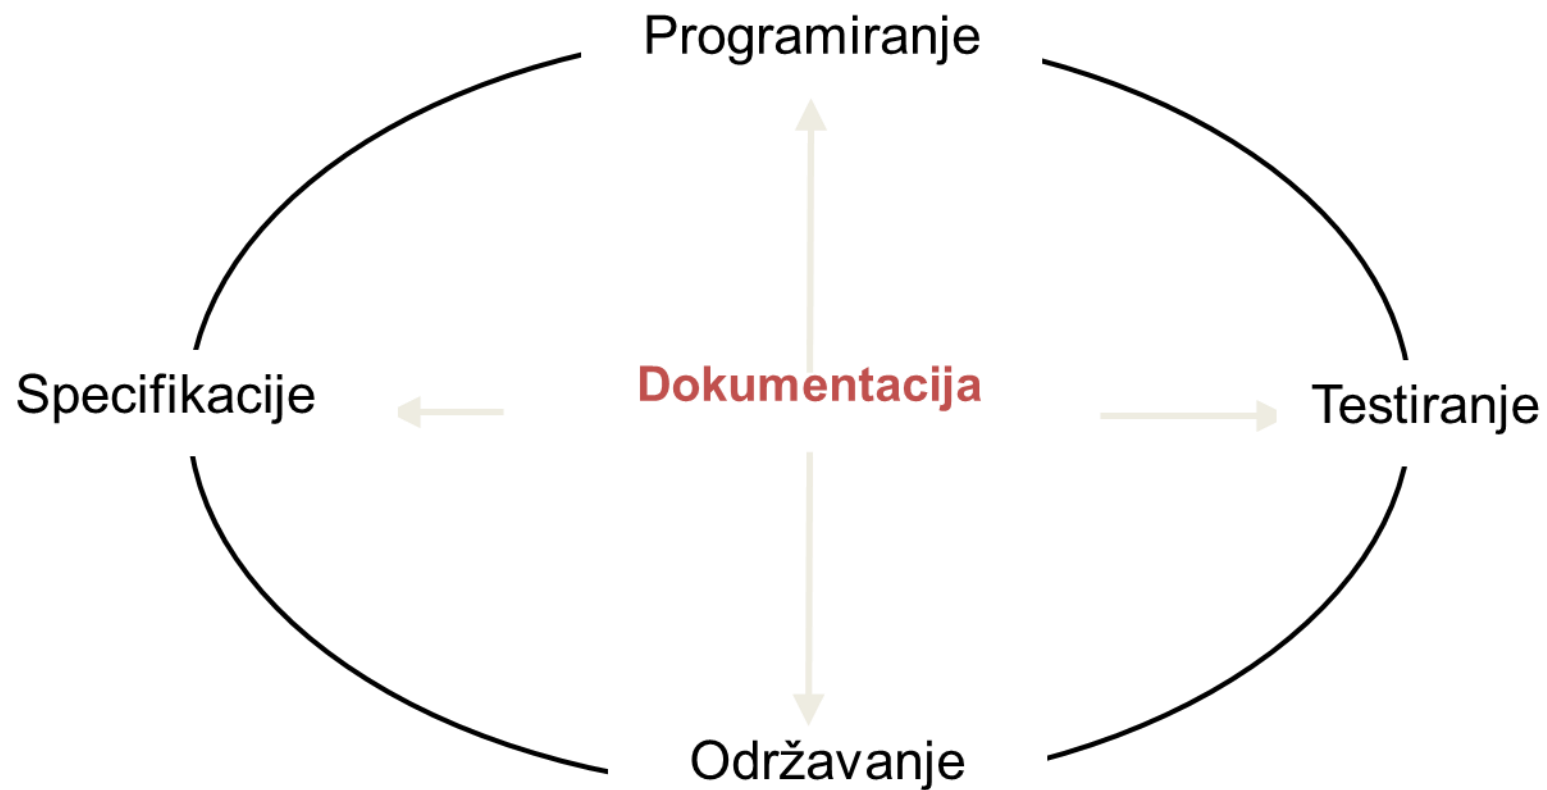 Programiranje
Specifikacije
Dokumentacija
Testiranje
Održavanje